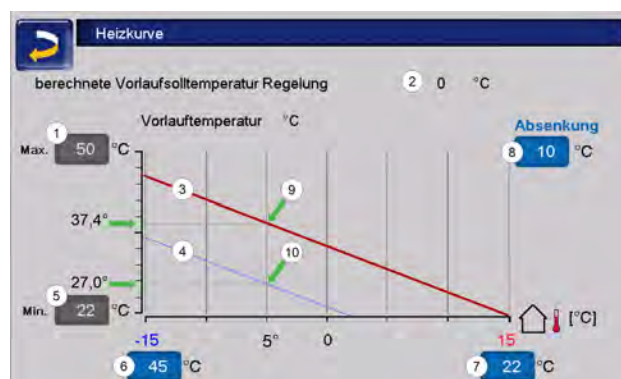 Heizkurve
berechnete Vorlaufsolltemperatur Regelung 2 0 °C
Vorlauftemperatur °C
Absenkung
1
Max. 50 °C
8 10 °C
3
9
37,4°
4
10
27,0°
5
Min. 22 °C
[°C]
-15 5° 0 15
6 45 °C
7 22 °C